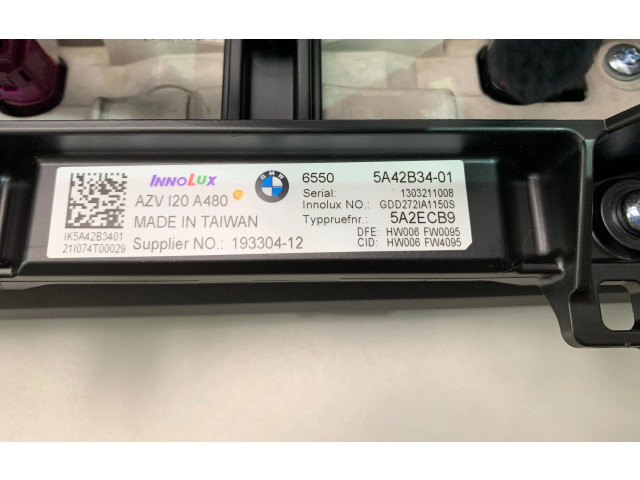 INNOLUX
AZV I20 A480
MADE IN TAIWAN
Supplier NO.: 193304-12
IK5A42B3401
21I074T00029
BMW
6550 5A42B34-01
Serial: 1303211008
Innolux NO.: GDD272IA1150S
Typpruefnr.: 5A2ECB9
DFE: HW006 FW0095
CID: HW006 FW4095